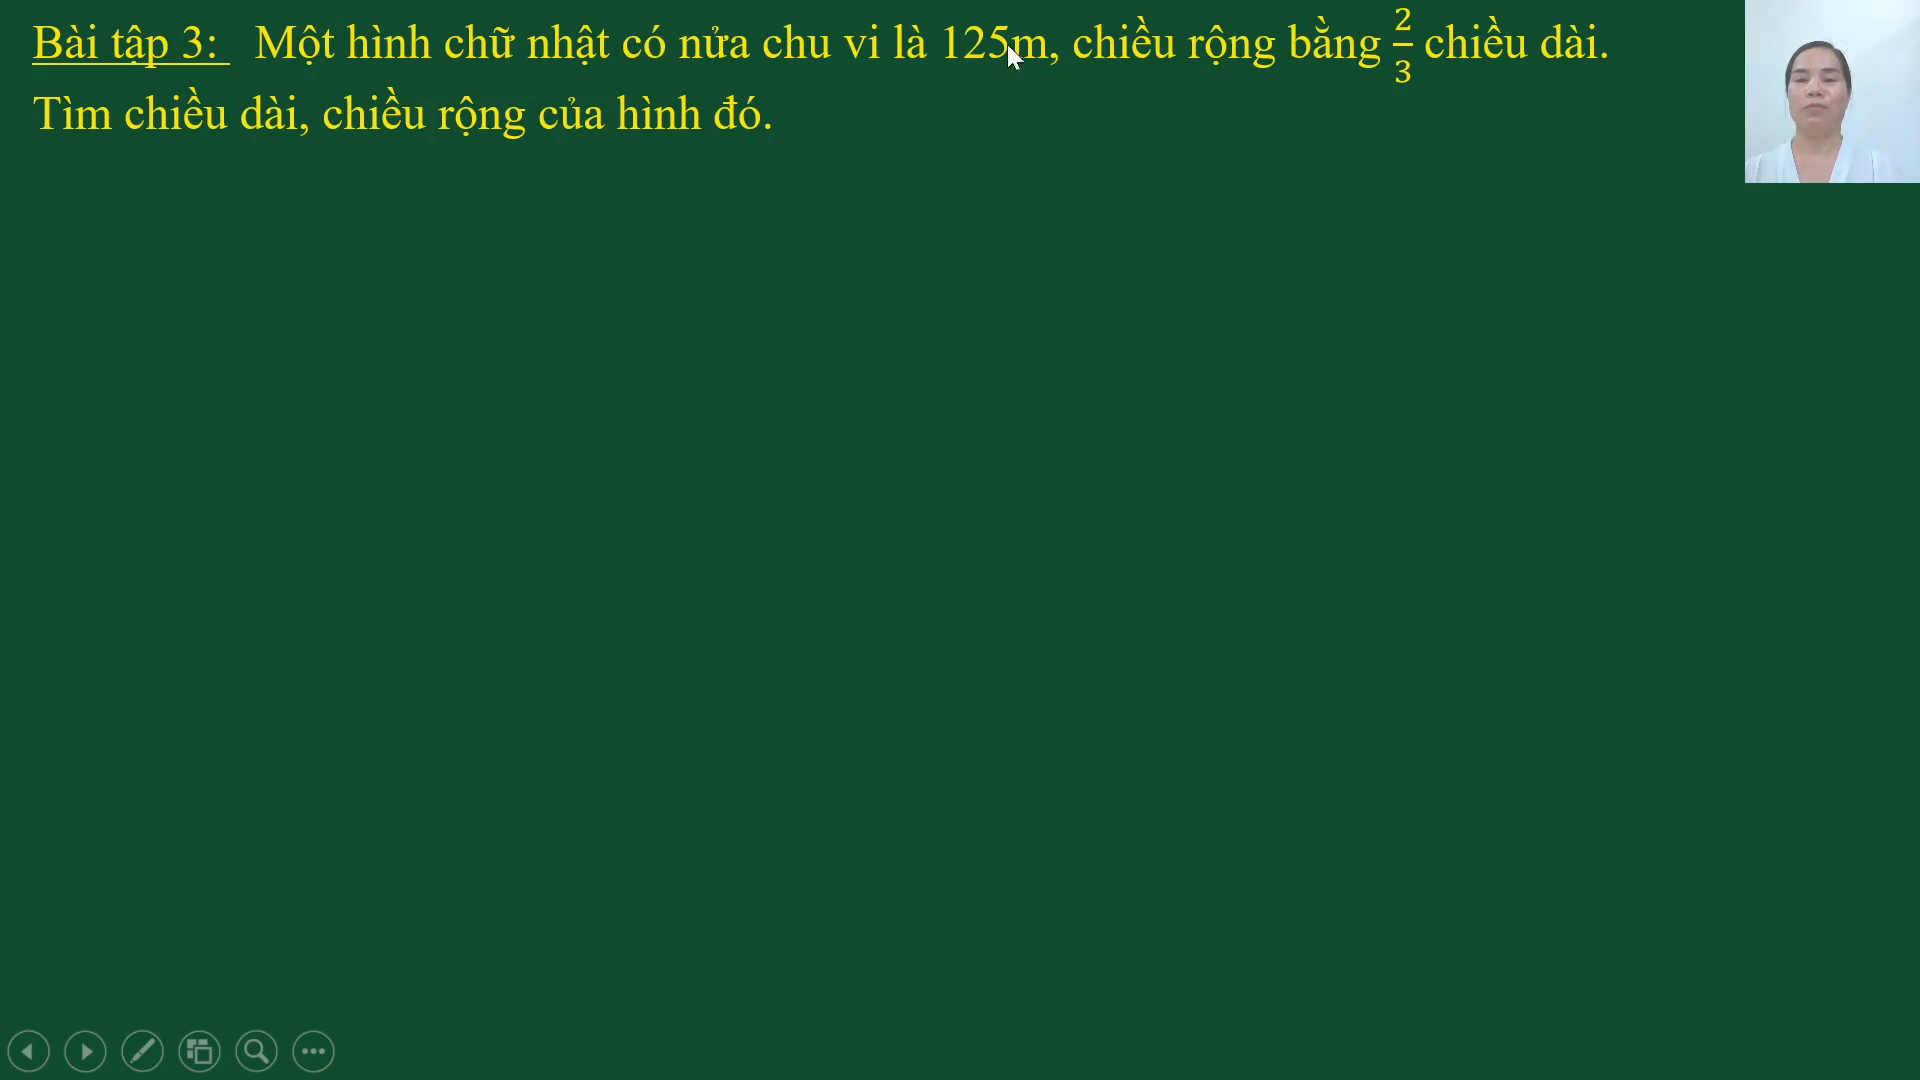 Bài tập 3: Một hình chữ nhật có nửa chu vi là 125m, chiều rộng bằng 2/3 chiều dài.
Tìm chiều dài, chiều rộng của hình đó.